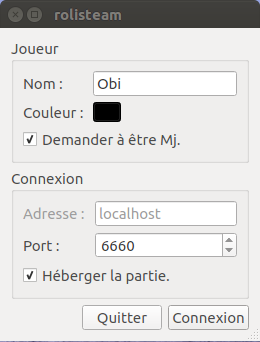 rolisteam
Joueur
Nom : Obi
Couleur :
Demander à être Mj.
Connexion
Adresse : localhost
Port : 6660
Héberger la partie.
Quitter Connexion